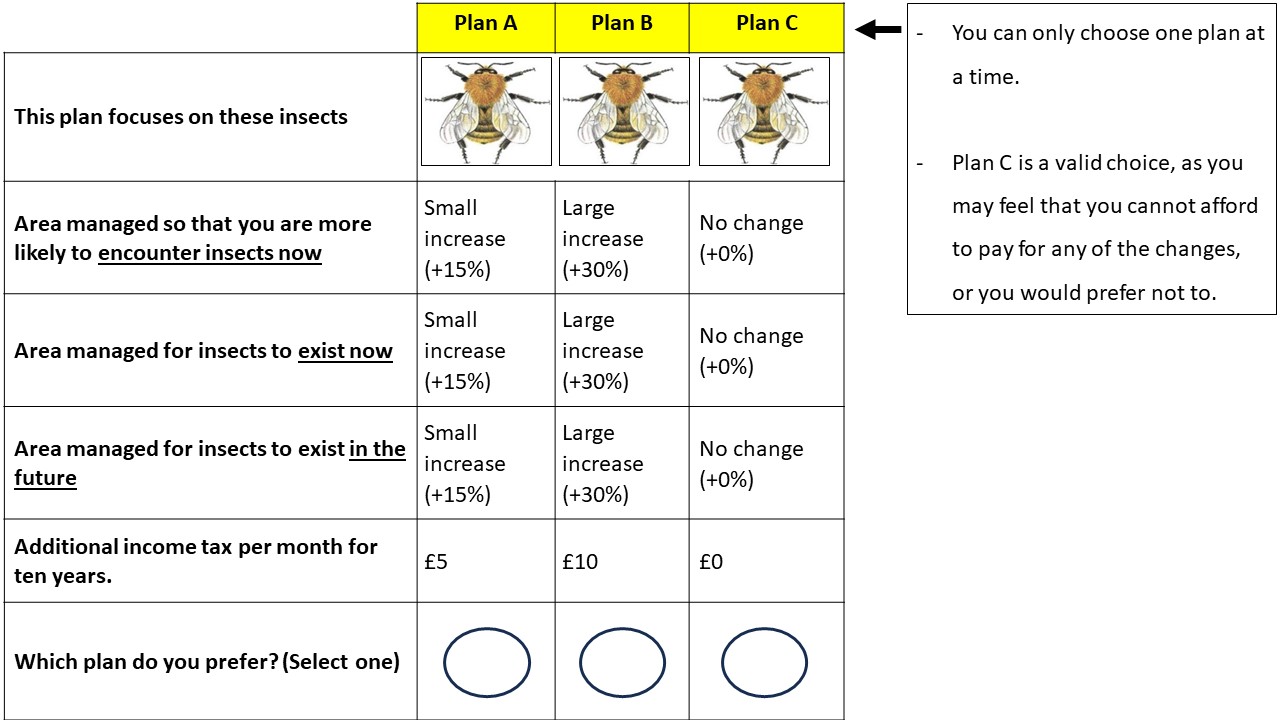 Plan A Plan B Plan C
This plan focuses on these insects
Area managed so that you are more
likely to encounter insects now
Small
increase
(+15%)
Large
increase
(+30%)
No change
(+0%)
Area managed for insects to exist now
Small
increase
(+15%)
Large
increase
(+30%)
No change
(+0%)
Area managed for insects to exist in the
future
Small
increase
(+15%)
Large
increase
(+30%)
No change
(+0%)
Additional income tax per month for
ten years.
£5
£10
£0
Which plan do you prefer? (Select one)
- You can only choose one plan at
a time.
- Plan C is a valid choice, as you
may feel that you cannot afford
to pay for any of the changes,
or you would prefer not to.